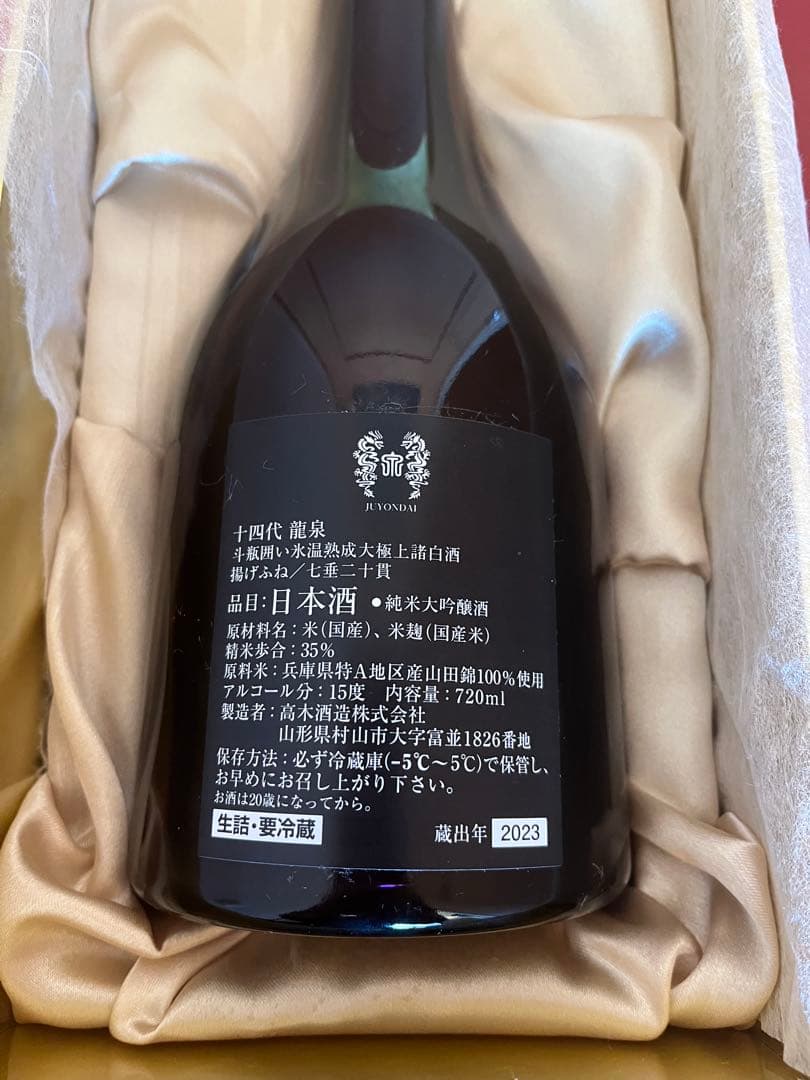 JUYONDAI
十四代 龍泉
斗瓶囲い氷温熟成大極上諸白酒
揚げふね／七垂二十貫
品目：日本酒 ●純米大吟醸酒
原材料名：米(国産)、米麹(国産米)
精米歩合：35%
原料米：兵庫県特A地区産山田錦100%使用
アルコール分：15度 内容量：720ml
製造者：高木酒造株式会社
山形県村山市大字富並1826番地
保存方法：必ず冷蔵庫(−5℃〜5℃)で保管し、
お早めにお召し上がり下さい。
お酒は20歳になってから。
生詰・要冷蔵 蔵出年 2023